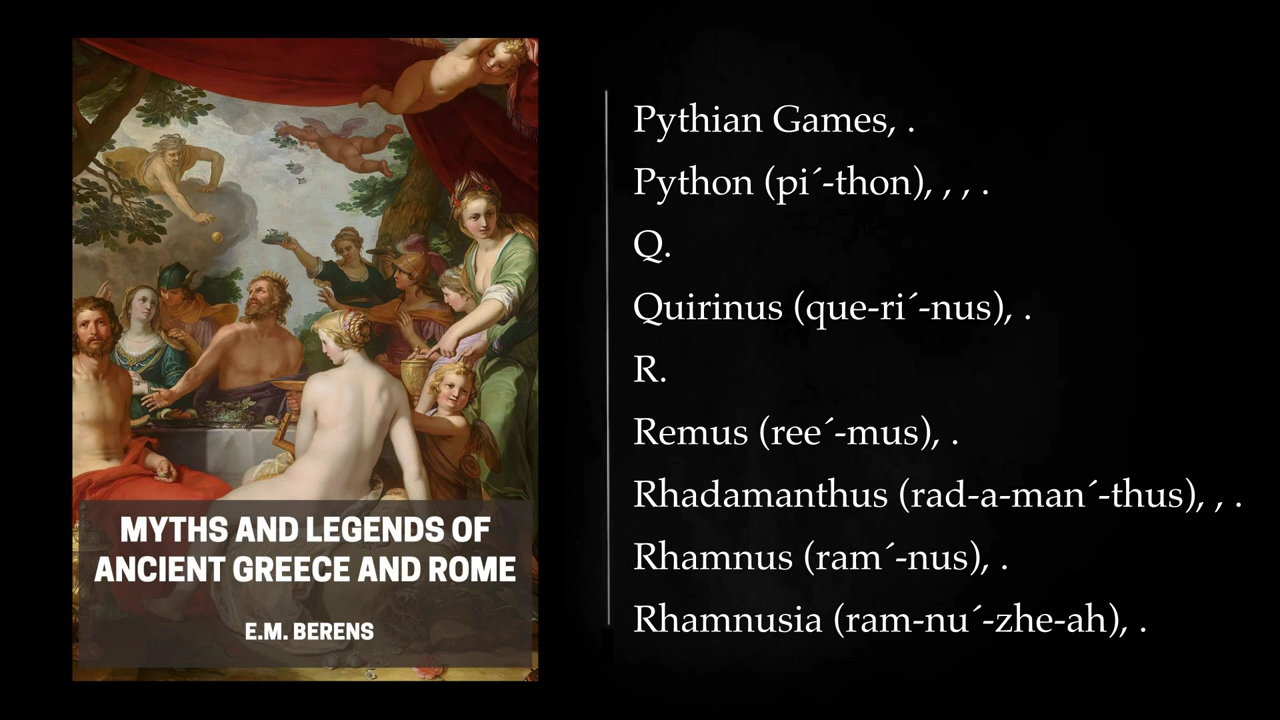 MYTHS AND LEGENDS OF
ANCIENT GREECE AND ROME
E.M. BERENS
Pythian Games, .
Python (pi´-thon), , , .
Q.
Quirinus (que-ri´-nus), .
R.
Remus (ree´-mus), .
Rhadamanthus (rad-a-man´-thus), , .
Rhamnus (ram´-nus), .
Rhamnusia (ram-nu´-zhe-ah), .